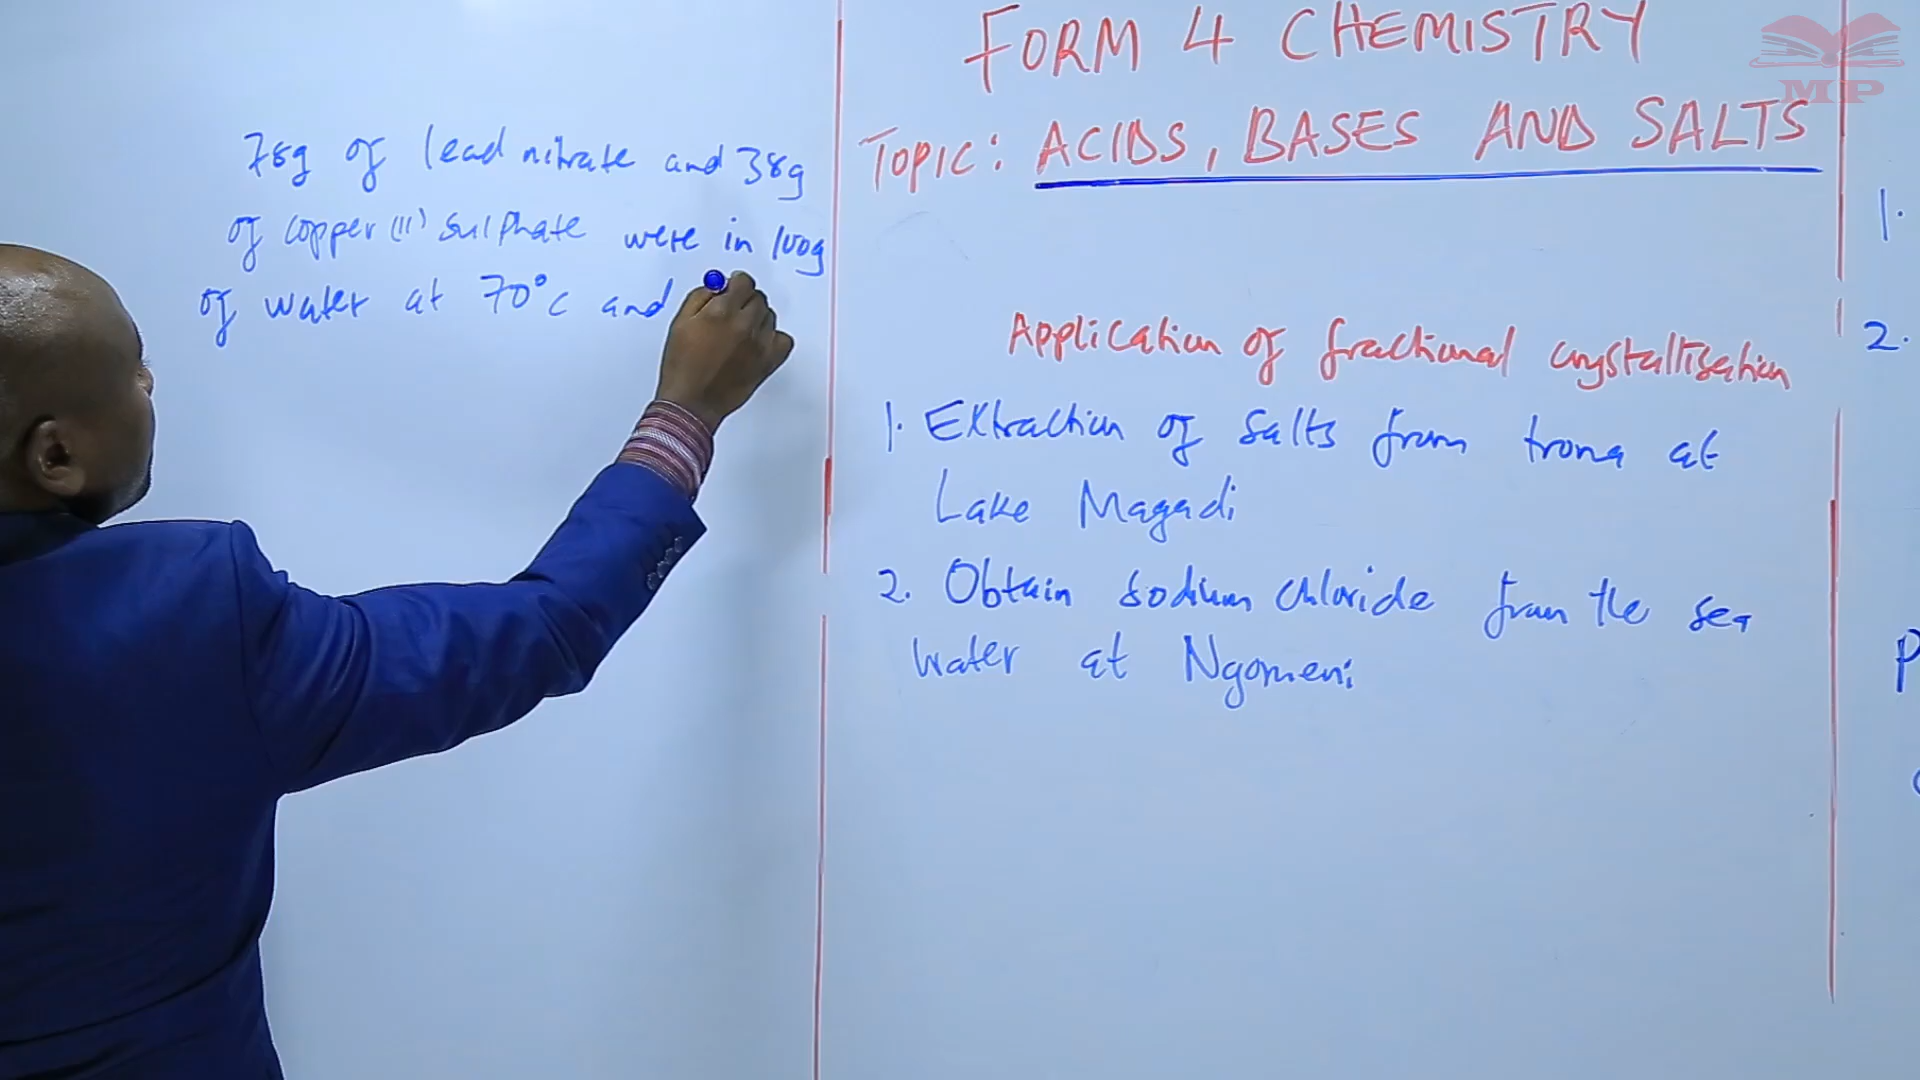 78g of lead nitrate and 38g
of copper (II) sulphate were in 100g
of water at 70°c and
FORM 4 CHEMISTRY
Topic: ACIDS, BASES AND SALTS
Application of fractional crystallisation
1. Extraction of salts from trona at
Lake Magadi
2. Obtain sodium chloride from the sea
water at Ngomeni
1.
2.
P
MP